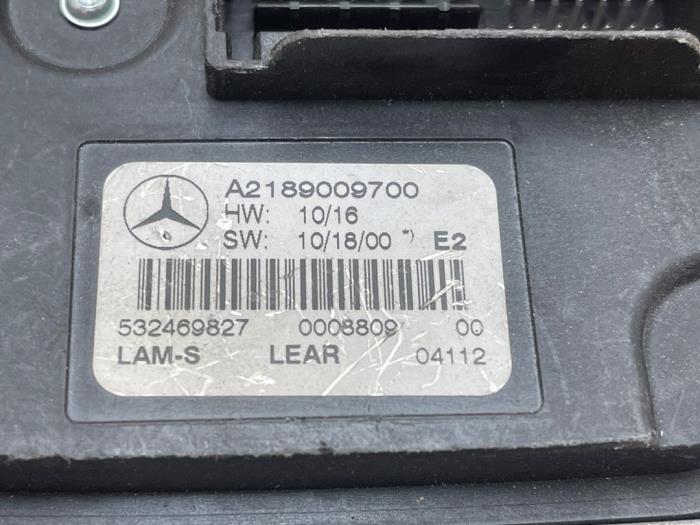 A2189009700
HW: 10/16
SW: 10/18/00 *) E2
532469827 0008809 00
LAM-S LEAR 04112